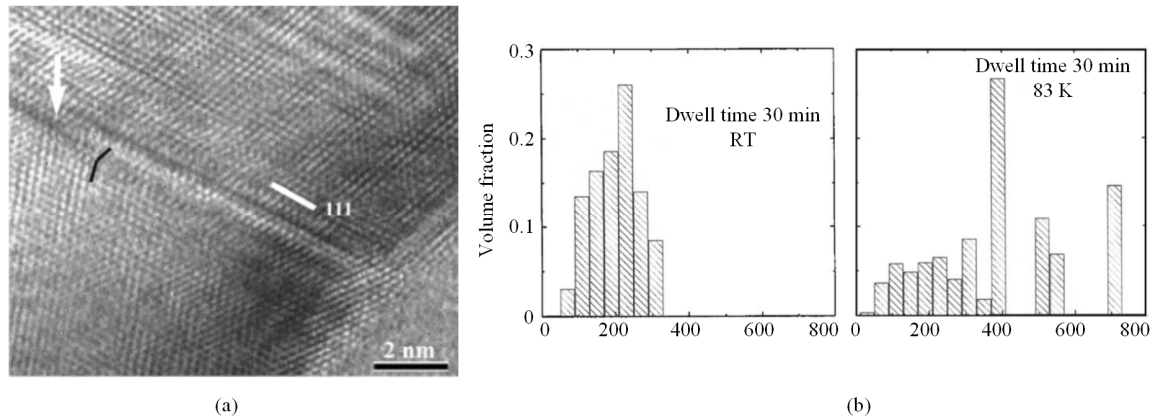 111
2 nm
(a)
Volume fraction
0.3
0.2
0.1
0
Dwell time 30 min
RT
0 200 400 600 800
Dwell time 30 min
83 K
0 200 400 600 800
(b)